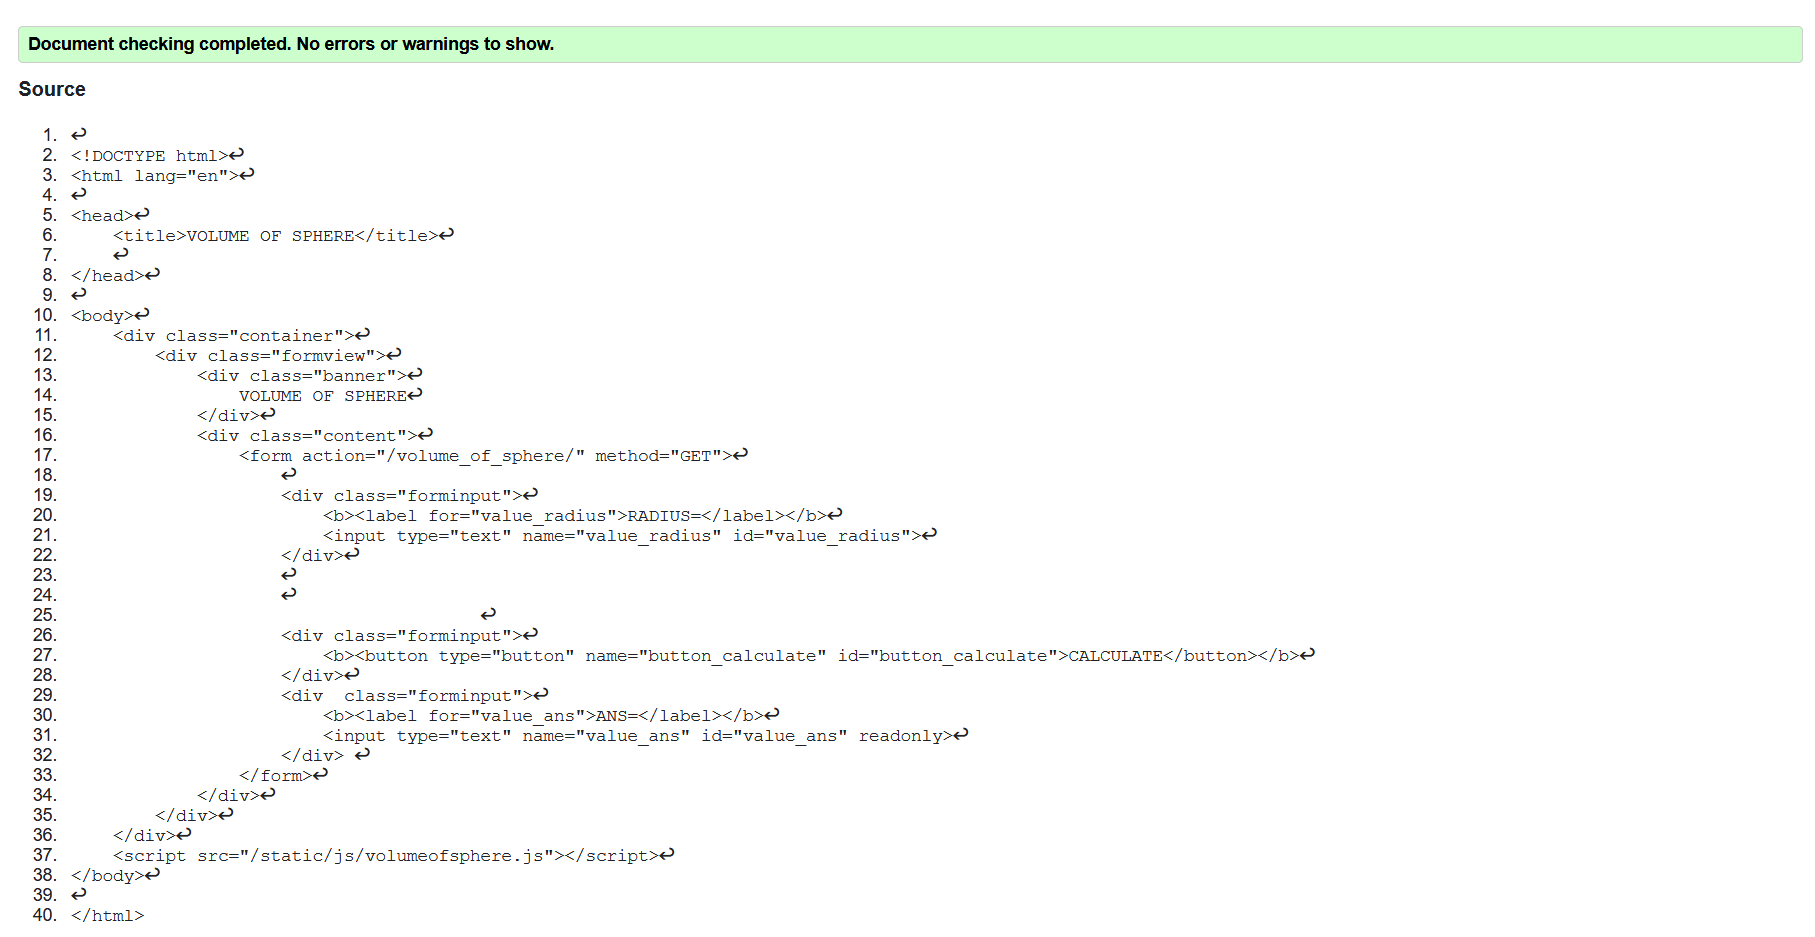 Document checking completed. No errors or warnings to show.
Source
1. ↩
2. <!DOCTYPE html>↩
3. <html lang="en">↩
4. ↩
5. <head>↩
6.     <title>VOLUME OF SPHERE</title>↩
7.     ↩
8. </head>↩
9. ↩
10. <body>↩
11.     <div class="container">↩
12.         <div class="formview">↩
13.             <div class="banner">↩
14.                 VOLUME OF SPHERE↩
15.             </div>↩
16.             <div class="content">↩
17.                 <form action="/volume_of_sphere/" method="GET">↩
18.                     ↩
19.                     <div class="forminput">↩
20.                         <b><label for="value_radius">RADIUS=</label></b>↩
21.                         <input type="text" name="value_radius" id="value_radius">↩
22.                     </div>↩
23.                     ↩
24.                     ↩
25.                                        ↩
26.                     <div class="forminput">↩
27.                         <b><button type="button" name="button_calculate" id="button_calculate">CALCULATE</button></b>↩
28.                     </div>↩
29.                     <div  class="forminput">↩
30.                         <b><label for="value_ans">ANS=</label></b>↩
31.                         <input type="text" name="value_ans" id="value_ans" readonly>↩
32.                     </div> ↩
33.                 </form>↩
34.             </div>↩
35.         </div>↩
36.     </div>↩
37.     <script src="/static/js/volumeofsphere.js"></script>↩
38. </body>↩
39. ↩
40. </html>